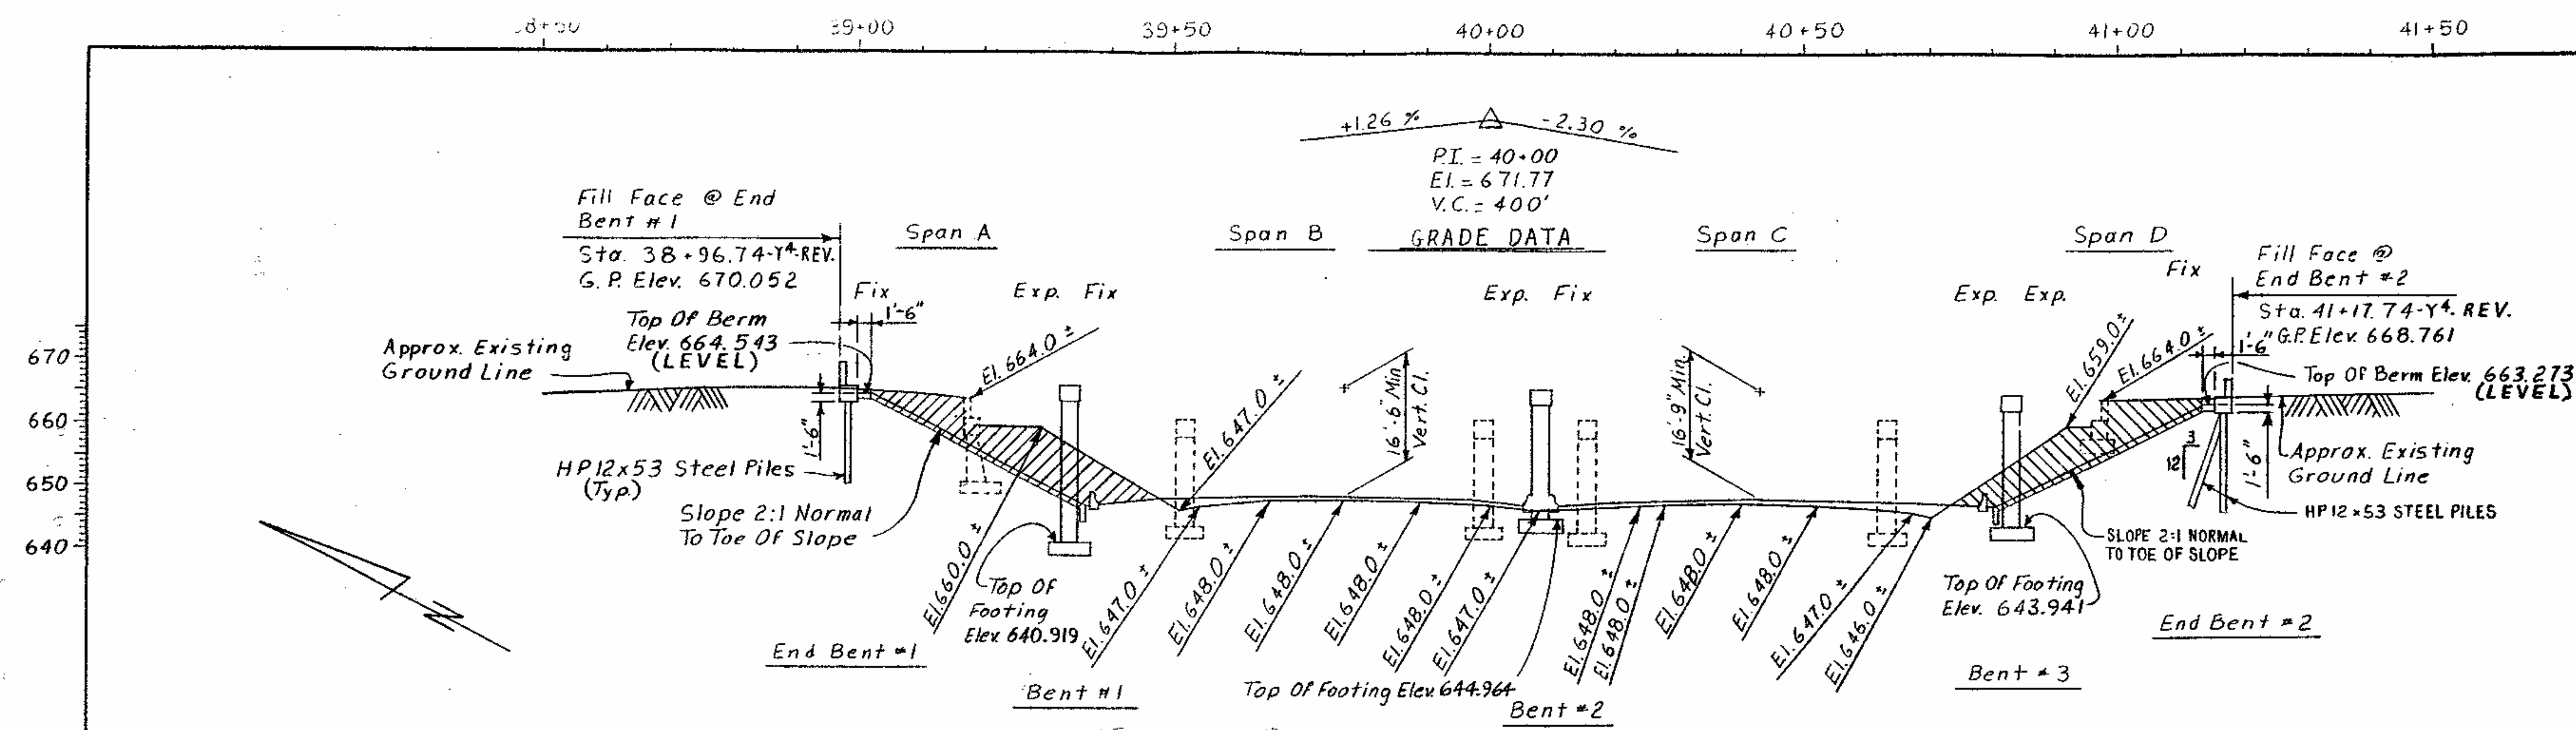 39+00 39+50 40+00 40+50 41+00 41+50
+1.26 % -2.30 %
P.I. = 40+00
El. = 671.77
V.C. = 400'
GRADE DATA
Fill Face @ End
Bent #1
Sta. 38+96.74-Y4-REV.
G.P. Elev. 670.052
Span A
Span B
Span C
Span D
Fill Face @
End Bent #2
Sta. 41+17.74-Y4-REV.
G.P. Elev. 668.761
Fix
Exp. Fix
Exp. Fix
Exp. Exp.
Fix
1'-6"
1'-6"
Top Of Berm
Elev. 664.543
(LEVEL)
Approx. Existing
Ground Line
El. 664.0 ±
El. 647.0 ±
16'-6" Min.
Vert. Cl.
16'-9" Min.
Vert. Cl.
El. 659.0 ±
El. 664.0 ±
Top Of Berm Elev. 663.273
(LEVEL)
670
660
650
640
1'-6"
HP 12x53 Steel Piles
(Typ.)
Slope 2:1 Normal
To Toe Of Slope
3
12
1'-6"
Approx. Existing
Ground Line
HP 12x53 STEEL PILES
SLOPE 2:1 NORMAL
TO TOE OF SLOPE
El. 660.0 ±
Top Of
Footing
Elev. 640.919
El. 647.0 ±
El. 648.0 ±
El. 648.0 ±
El. 648.0 ±
El. 648.0 ±
El. 647.0 ±
El. 648.0 ±
El. 648.0 ±
El. 648.0 ±
El. 648.0 ±
El. 647.0 ±
El. 646.0 ±
Top Of Footing
Elev. 643.941
Top Of Footing Elev. 644.964
End Bent #1
Bent #1
Bent #2
Bent #3
End Bent #2
N